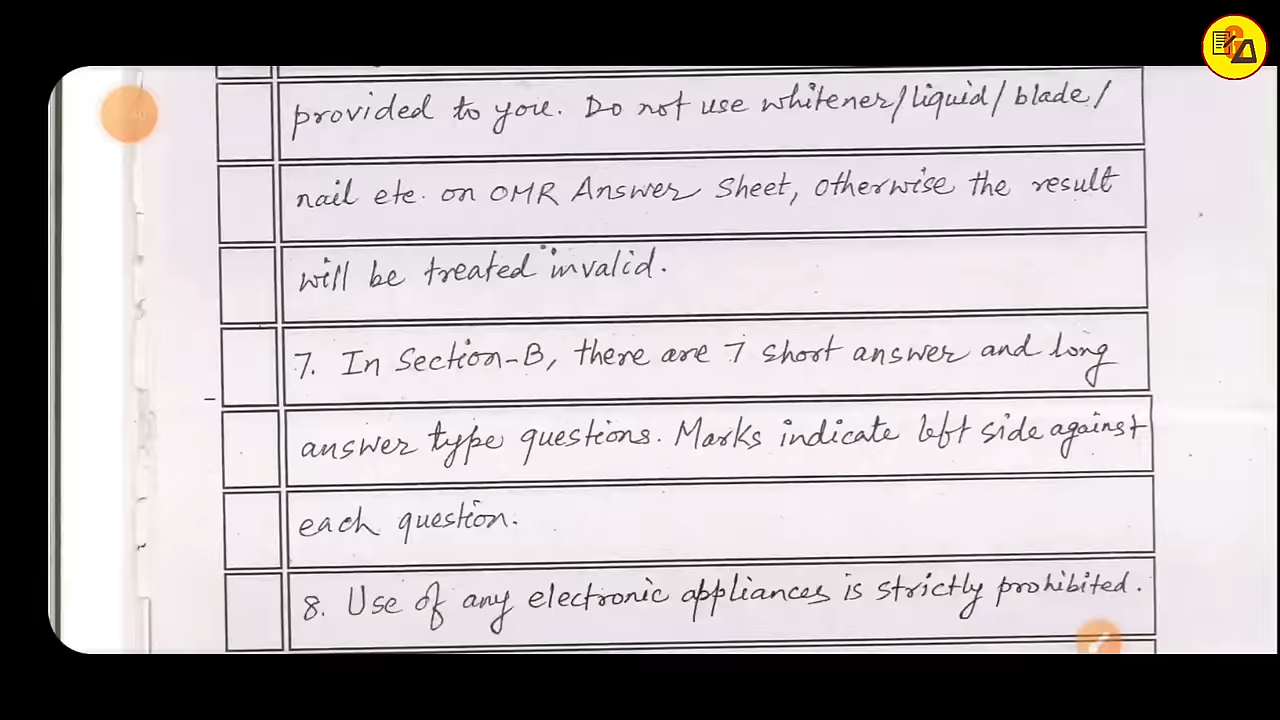 provided to you. Do not use whitener/liquid/blade/
nail etc. on OMR Answer Sheet, otherwise the result
will be treated invalid.
7. In Section-B, there are 7 short answer and long
answer type questions. Marks indicate left side against
each question.
8. Use of any electronic appliances is strictly prohibited.